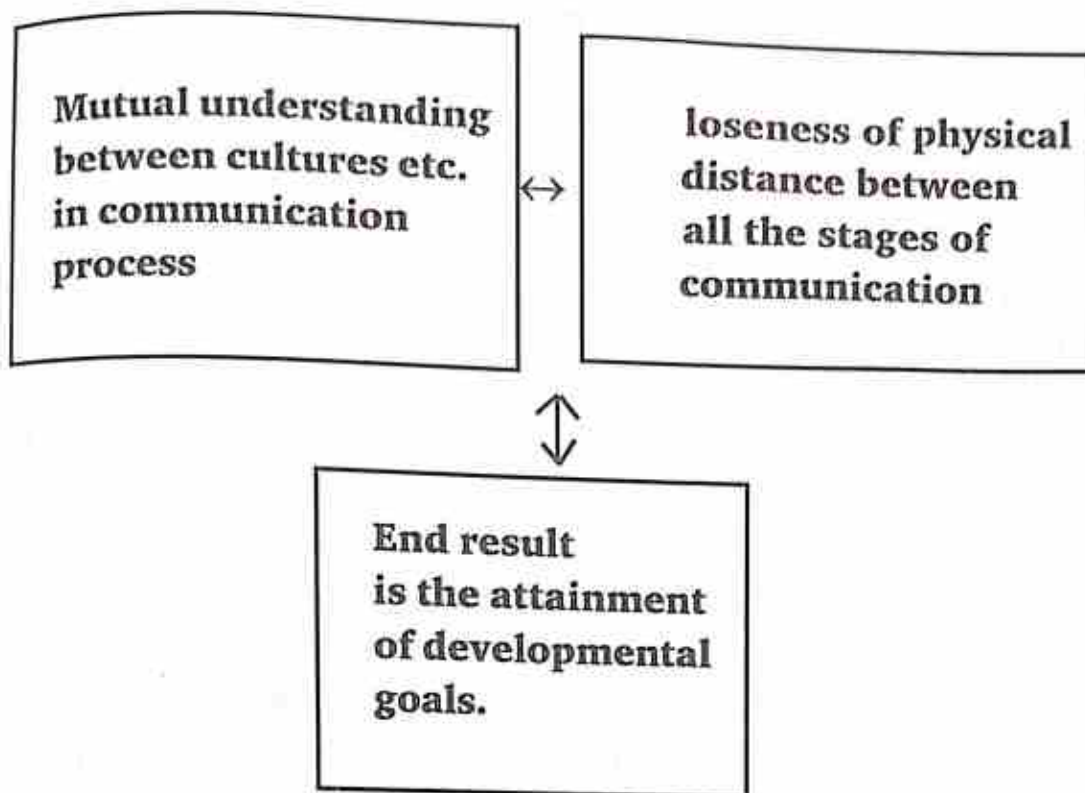 Mutual understanding
between cultures etc.
in communication
process
↔
loseness of physical
distance between
all the stages of
communication
↕
End result
is the attainment
of developmental
goals.